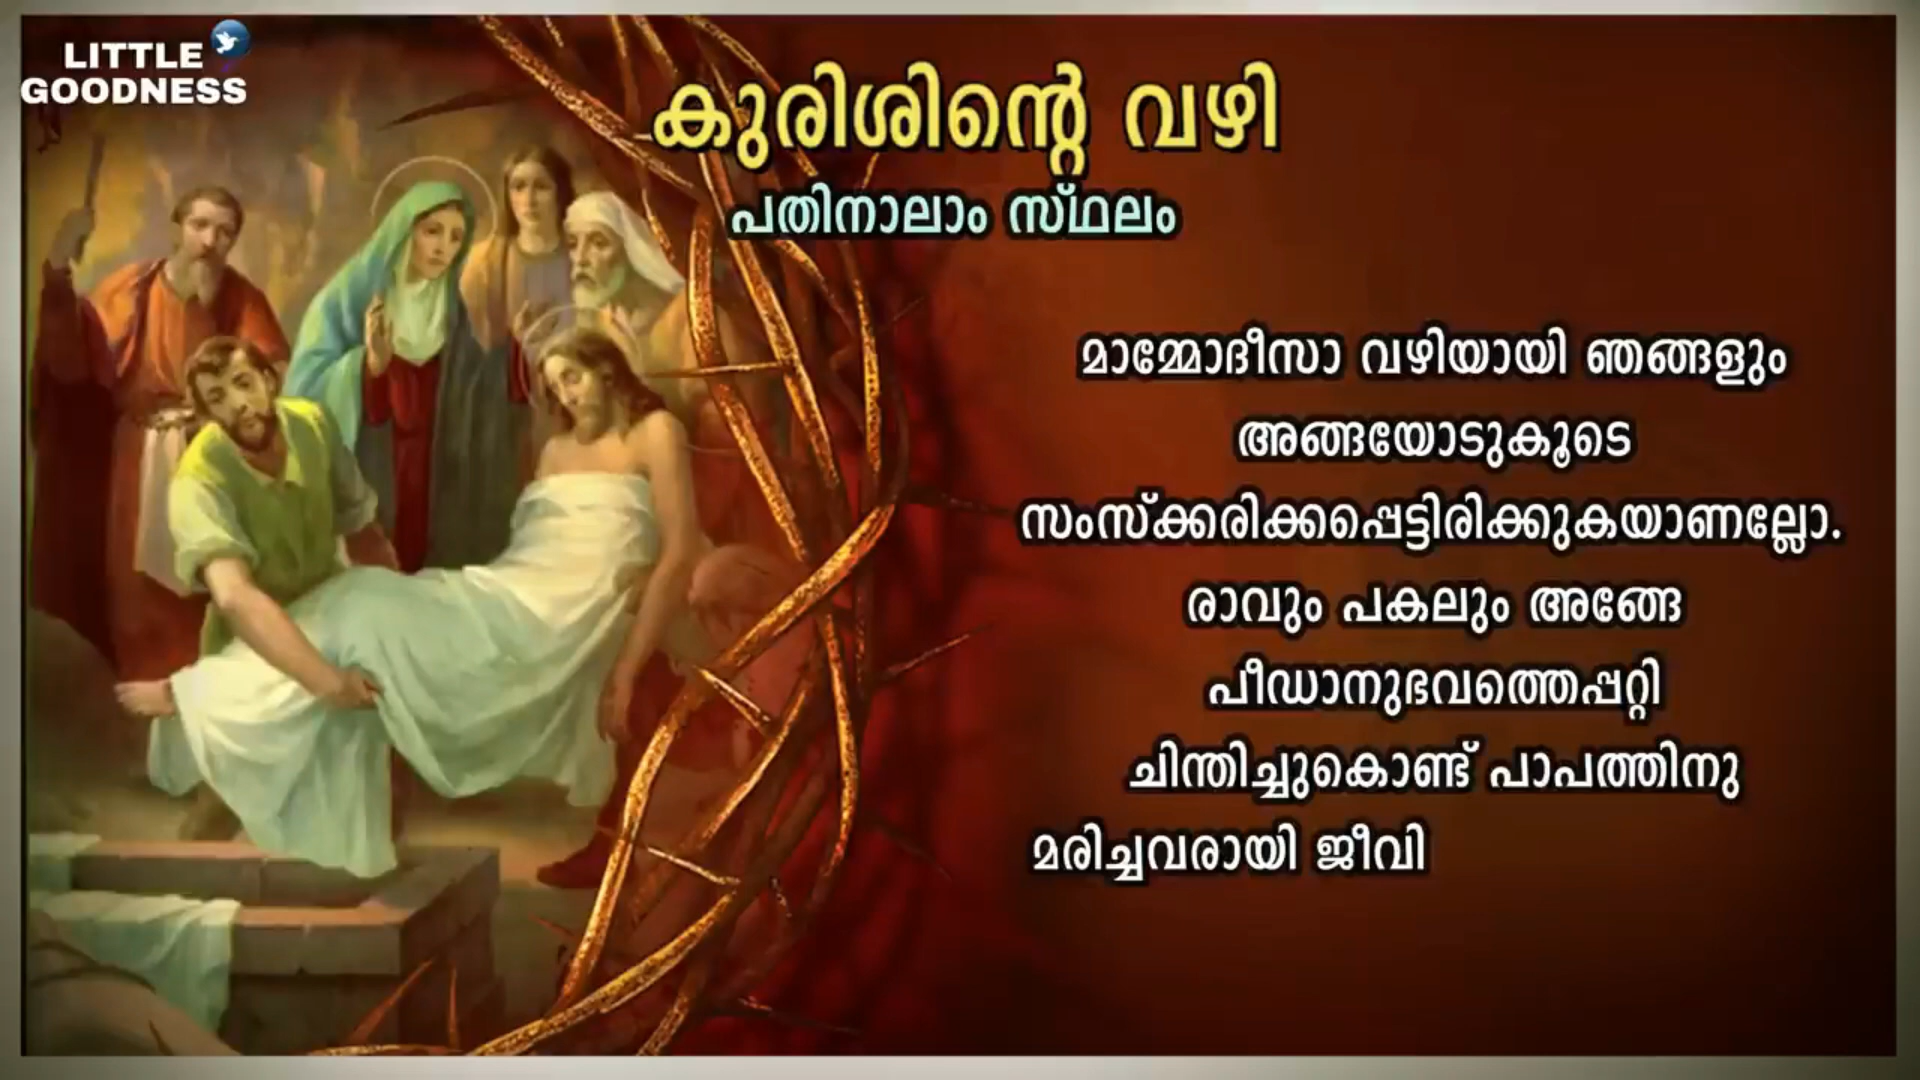 LITTLE
GOODNESS
കുരിശിന്റെ വഴി
പതിനാലാം സ്ഥലം
മാമ്മോദീസാ വഴിയായി ഞങ്ങളും
അങ്ങയോടുകൂടെ
സംസ്ക്കരിക്കപ്പെട്ടിരിക്കുകയാണല്ലോ.
രാവും പകലും അങ്ങേ
പീഡാനുഭവത്തെപ്പറ്റി
ചിന്തിച്ചുകൊണ്ട് പാപത്തിനു
മരിച്ചവരായി ജീവി